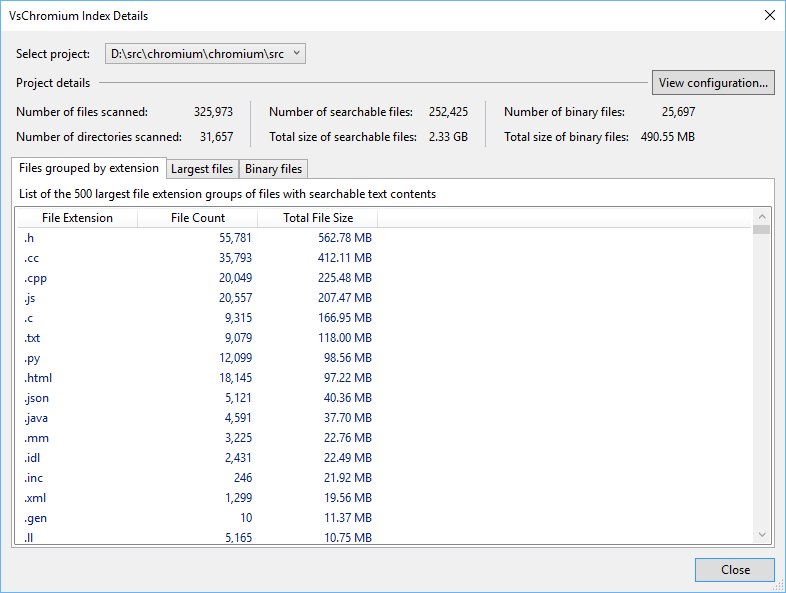 VsChromium Index Details
Select project: D:\src\chromium\chromium\src
Project details View configuration...
Number of files scanned: 325,973 Number of searchable files: 252,425 Number of binary files: 25,697
Number of directories scanned: 31,657 Total size of searchable files: 2.33 GB Total size of binary files: 490.55 MB
Files grouped by extension Largest files Binary files
List of the 500 largest file extension groups of files with searchable text contents
File Extension File Count Total File Size
.h 55,781 562.78 MB
.cc 35,793 412.11 MB
.cpp 20,049 225.48 MB
.js 20,557 207.47 MB
.c 9,315 166.95 MB
.txt 9,079 118.00 MB
.py 12,099 98.56 MB
.html 18,145 97.22 MB
.json 5,121 40.36 MB
.java 4,591 37.70 MB
.mm 3,225 22.76 MB
.idl 2,431 22.49 MB
.inc 246 21.92 MB
.xml 1,299 19.56 MB
.gen 10 11.37 MB
.ll 5,165 10.75 MB
Close